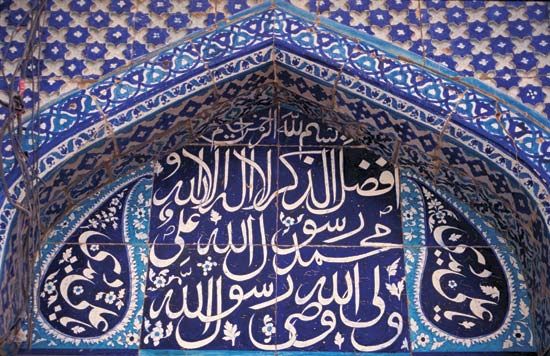 بسم الله الرحمن الرحيم
افضل الذكر لا اله الا الله
محمد رسول الله علي
ولي الله وصي رسول الله